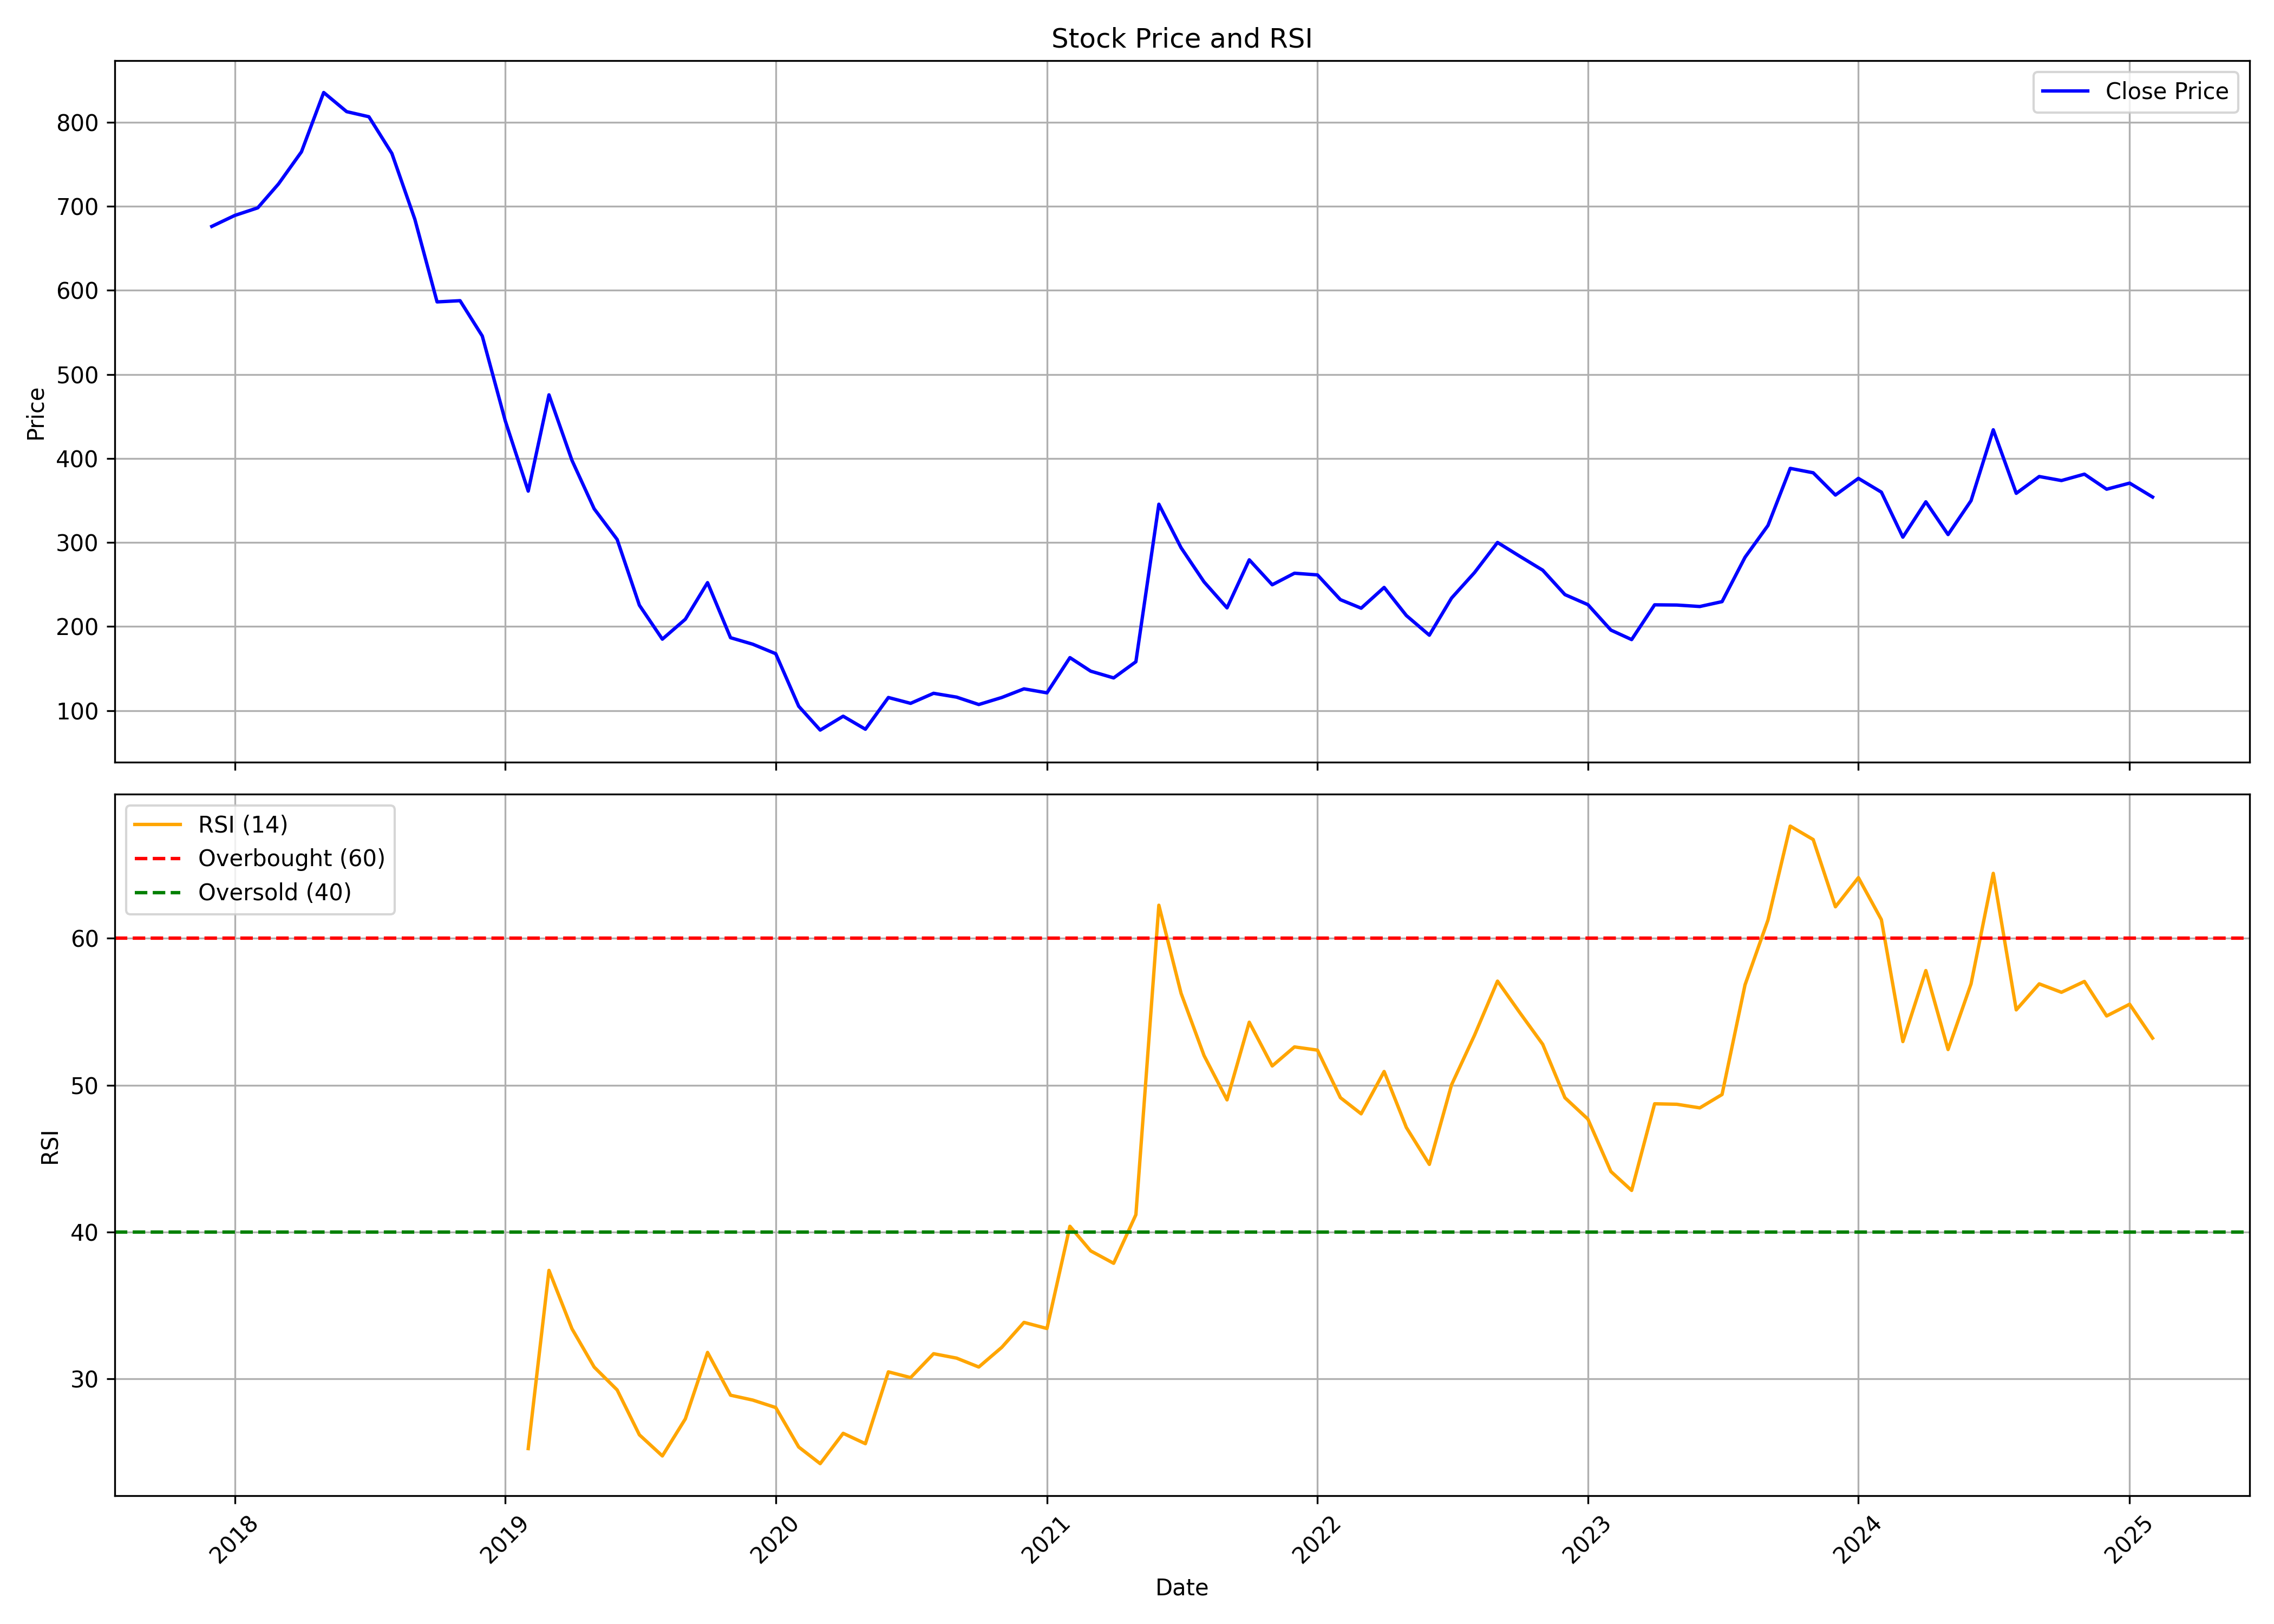 Stock Price and RSI
Close Price
Price
800
700
600
500
400
300
200
100
RSI (14)
Overbought (60)
Oversold (40)
RSI
60
50
40
30
2018
2019
2020
2021
2022
2023
2024
2025
Date